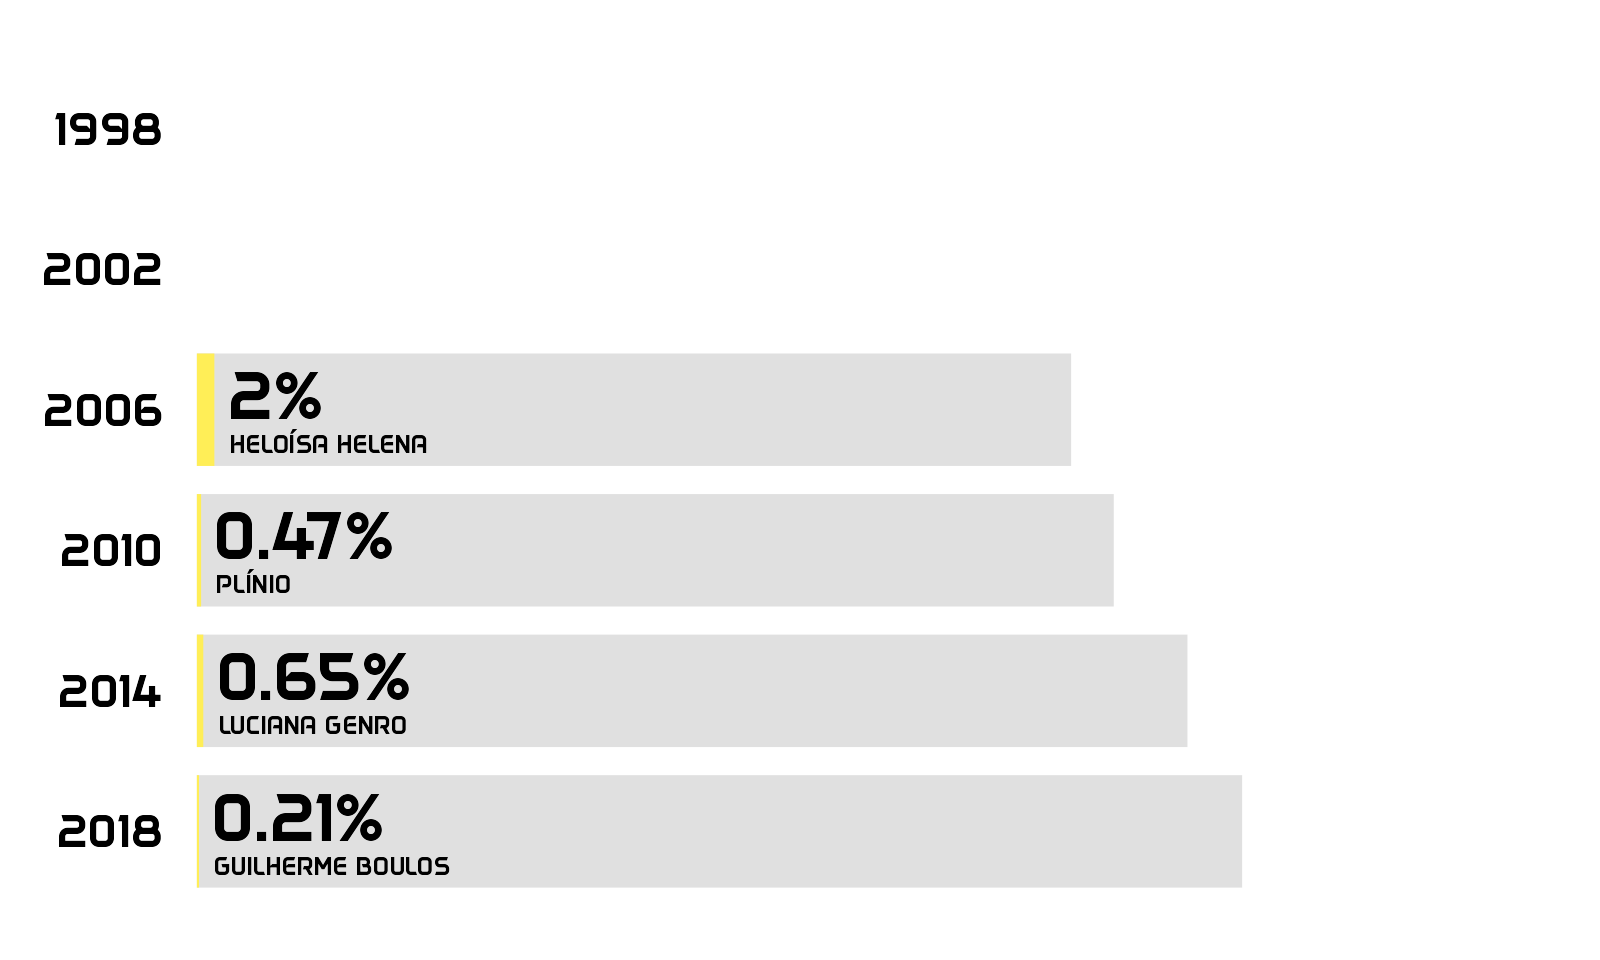 1998
2002
2006
2%
HELOÍSA HELENA
2010
0.47%
PLÍNIO
2014
0.65%
LUCIANA GENRO
2018
0.21%
GUILHERME BOULOS